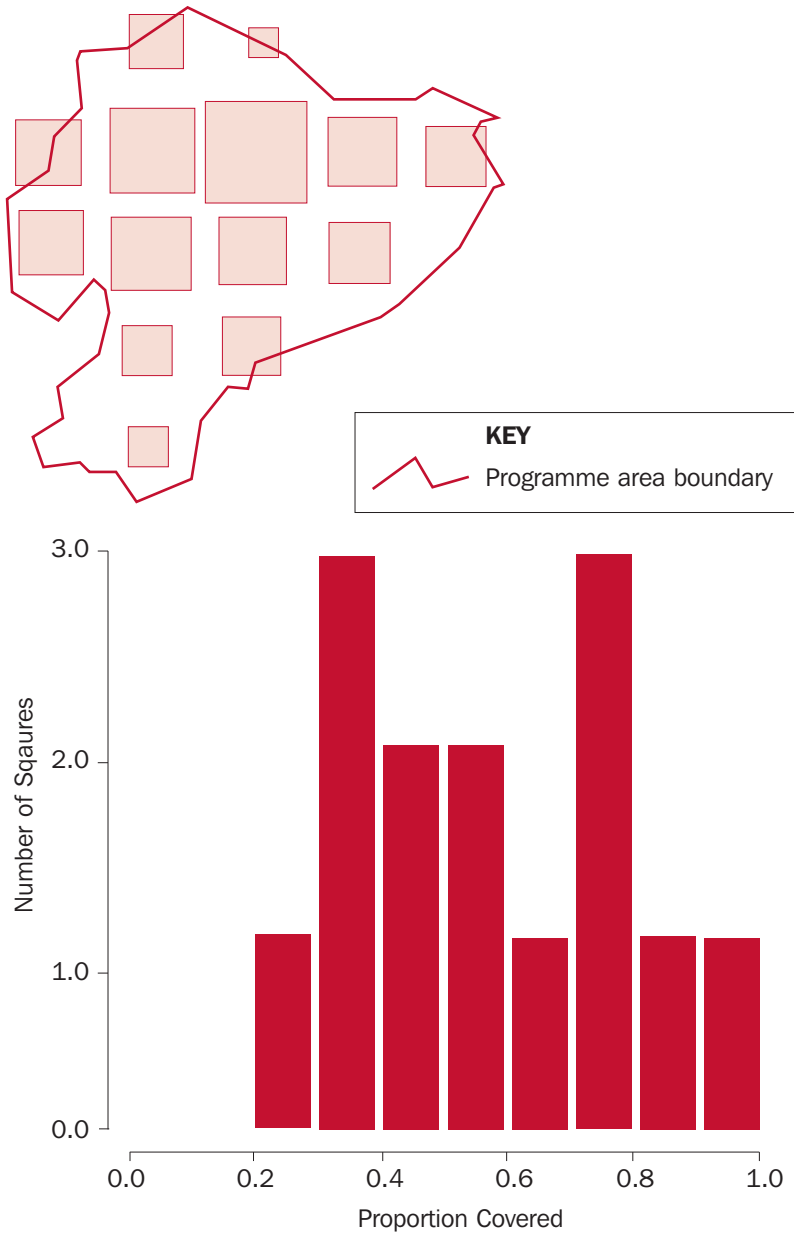 KEY
Programme area boundary
3.0
2.0
1.0
0.0
Number of Sqaures
0.0 0.2 0.4 0.6 0.8 1.0
Proportion Covered